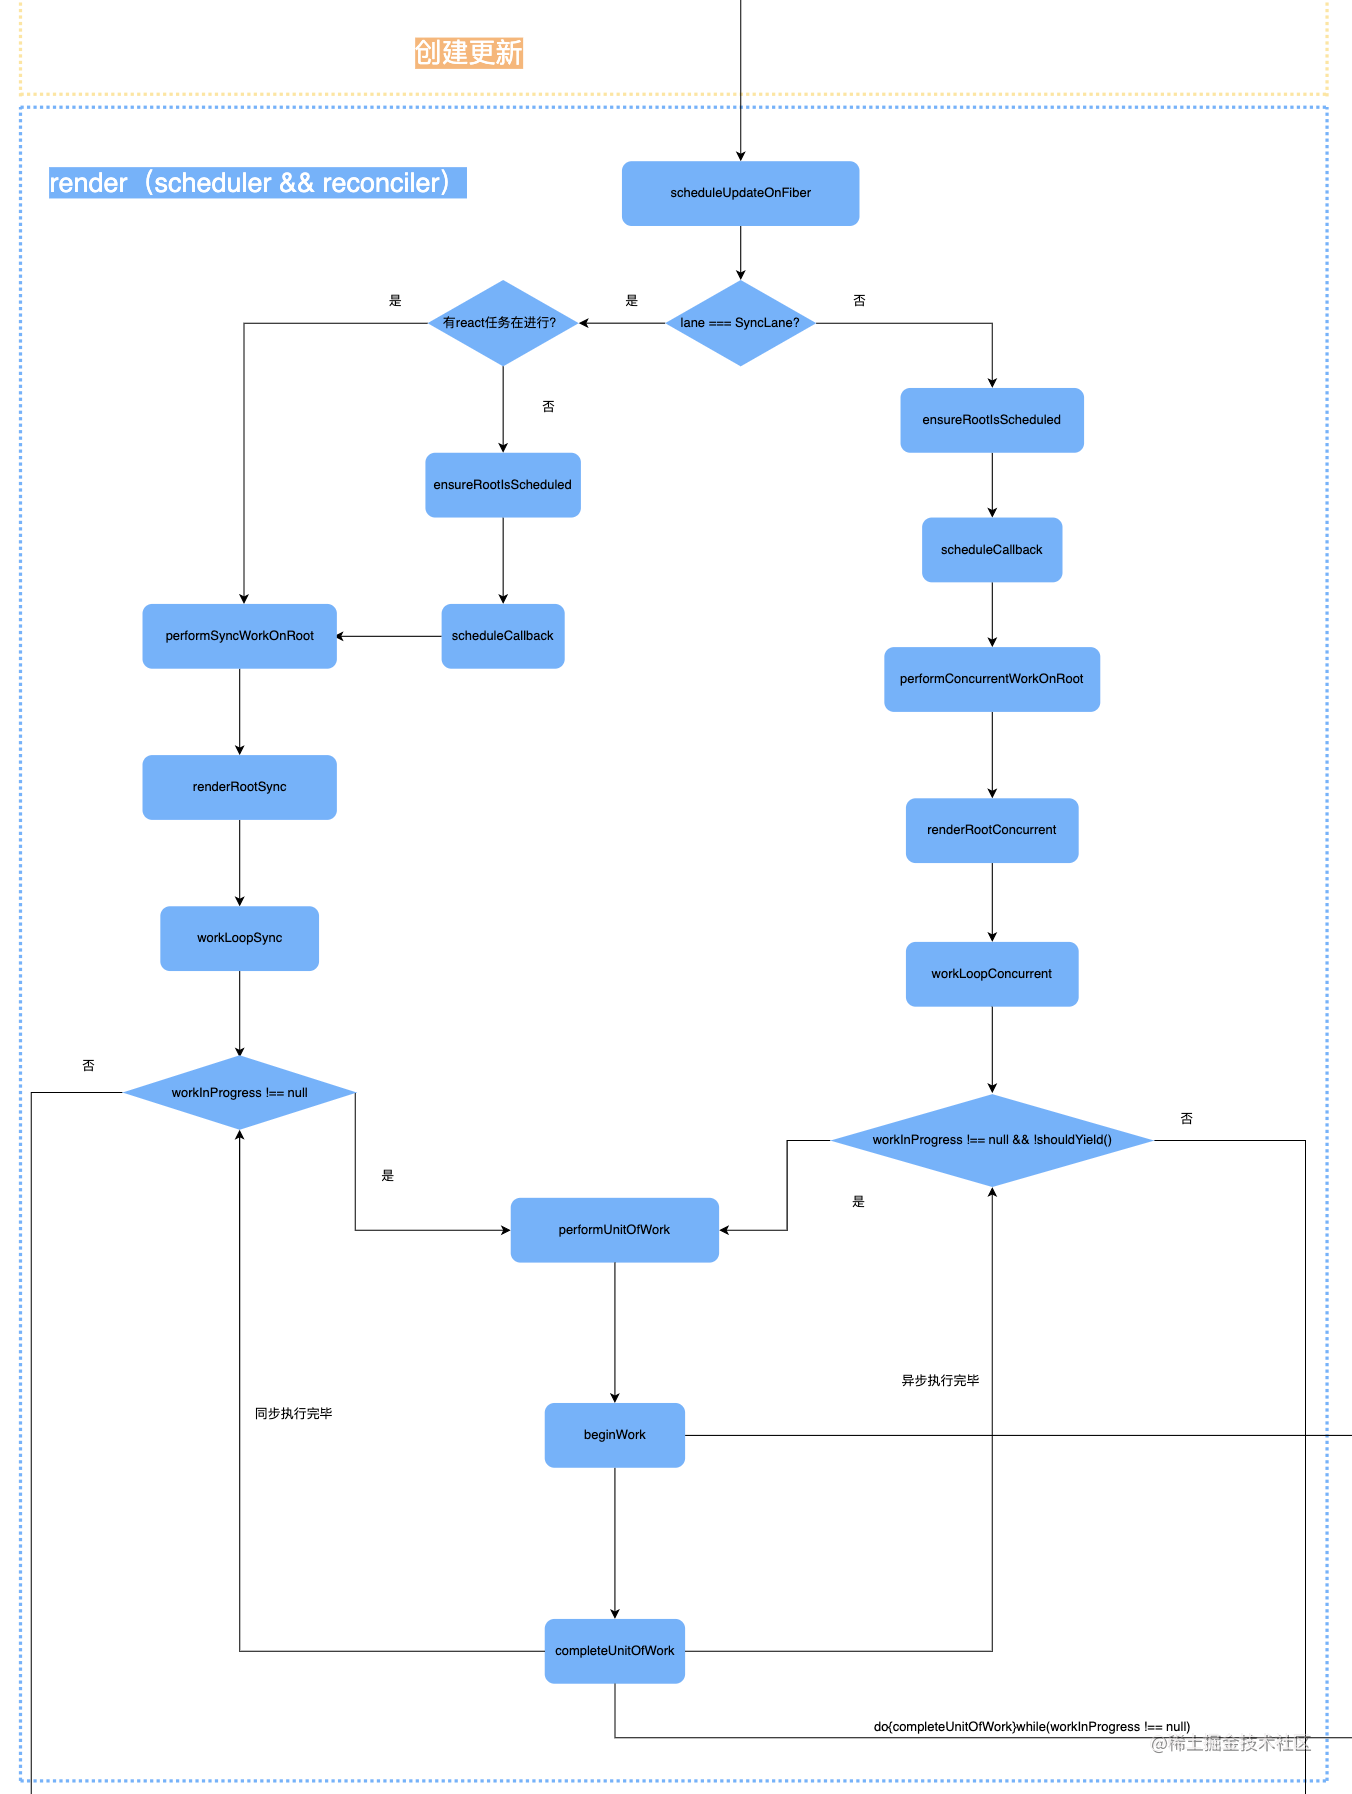 创建更新
render（scheduler && reconciler）
scheduleUpdateOnFiber
是
有react任务在进行?
是
lane === SyncLane?
否
否
ensureRootIsScheduled
ensureRootIsScheduled
scheduleCallback
performSyncWorkOnRoot
scheduleCallback
performConcurrentWorkOnRoot
renderRootSync
renderRootConcurrent
workLoopSync
workLoopConcurrent
否
workInProgress !== null
否
workInProgress !== null && !shouldYield()
是
是
performUnitOfWork
异步执行完毕
同步执行完毕
beginWork
completeUnitOfWork
do{completeUnitOfWork}while(workInProgress !== null)
@稀土掘金技术社区